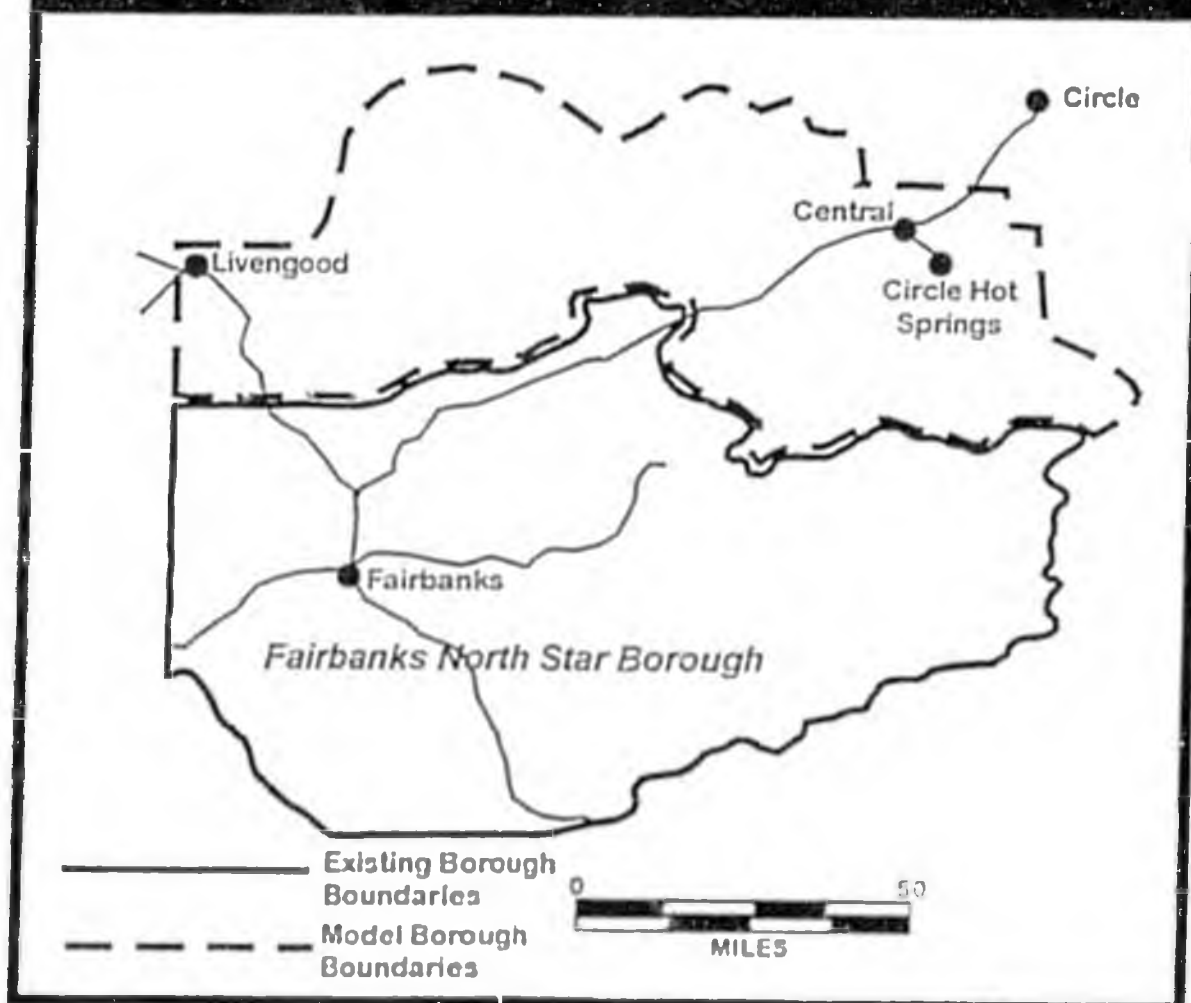 Circle
Central
Livengood
Circle Hot
Springs
Fairbanks
Fairbanks North Star Borough
Existing Borough
Boundaries
Model Borough
Boundaries
0 50
MILES